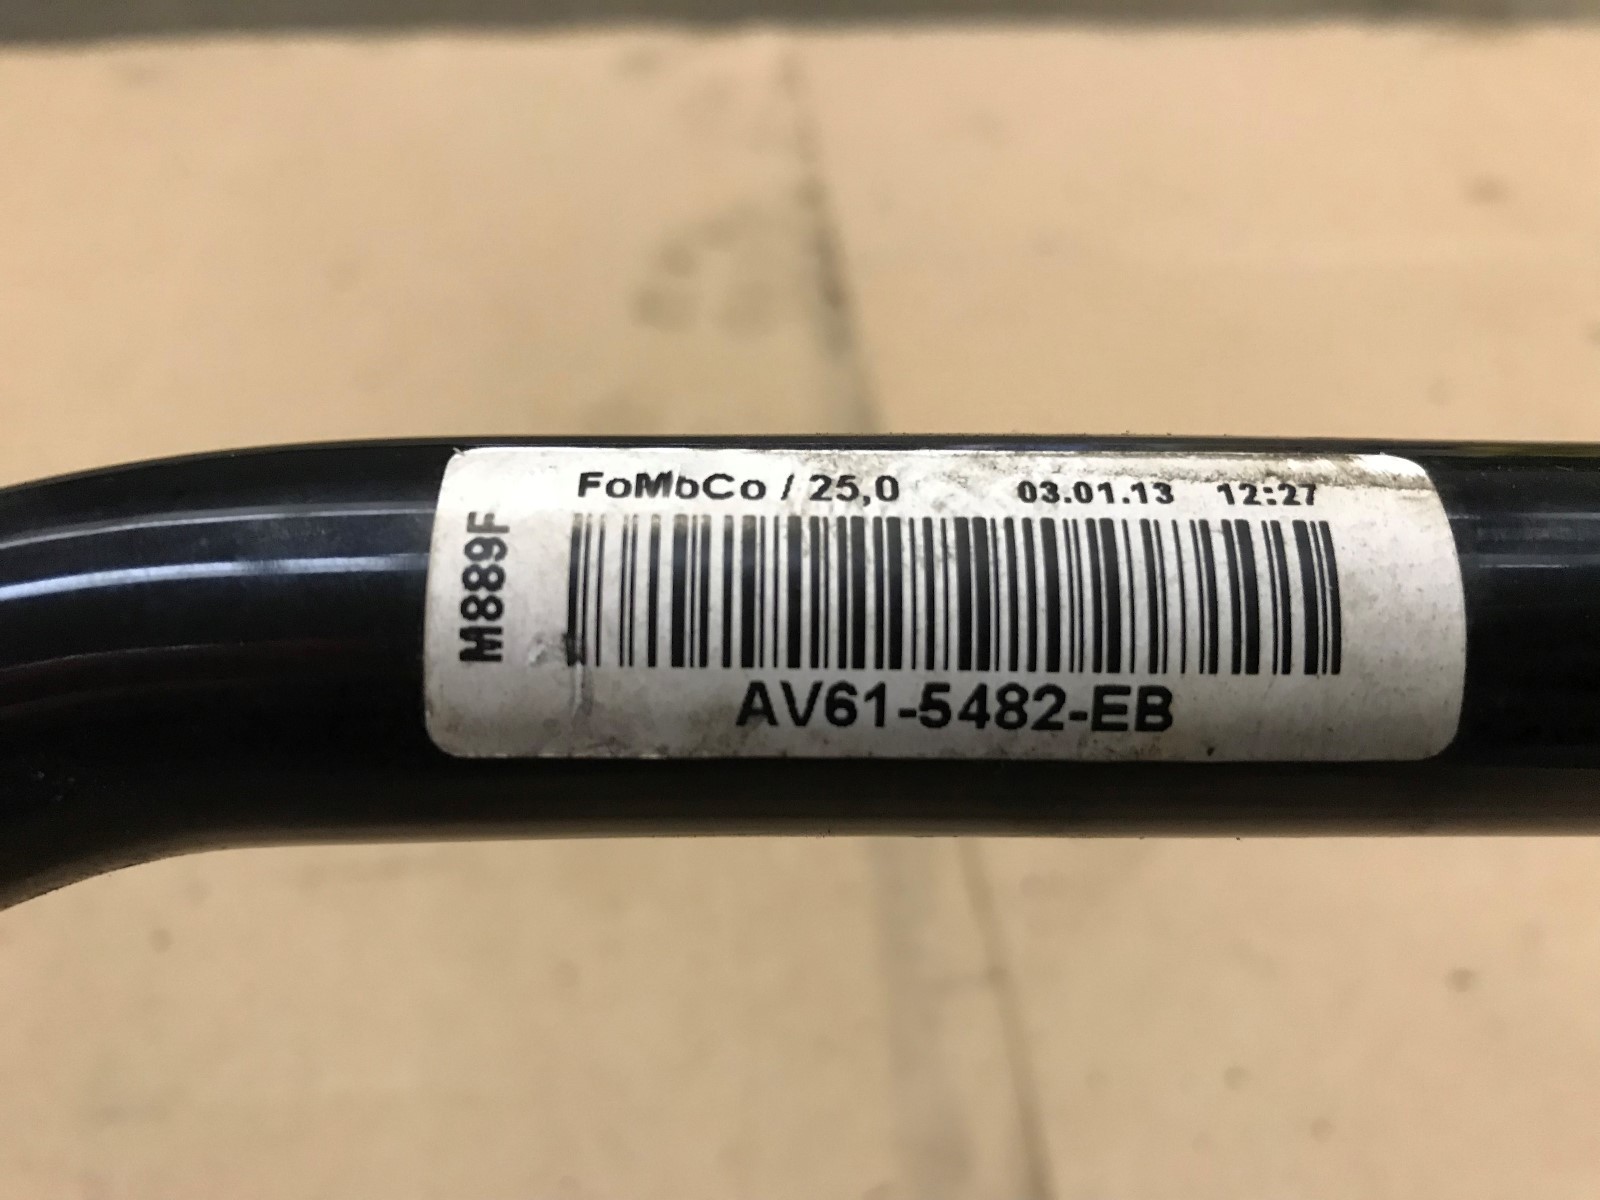 FoMoCo / 25,0 03.01.13 12:27
M889F
AV61-5482-EB